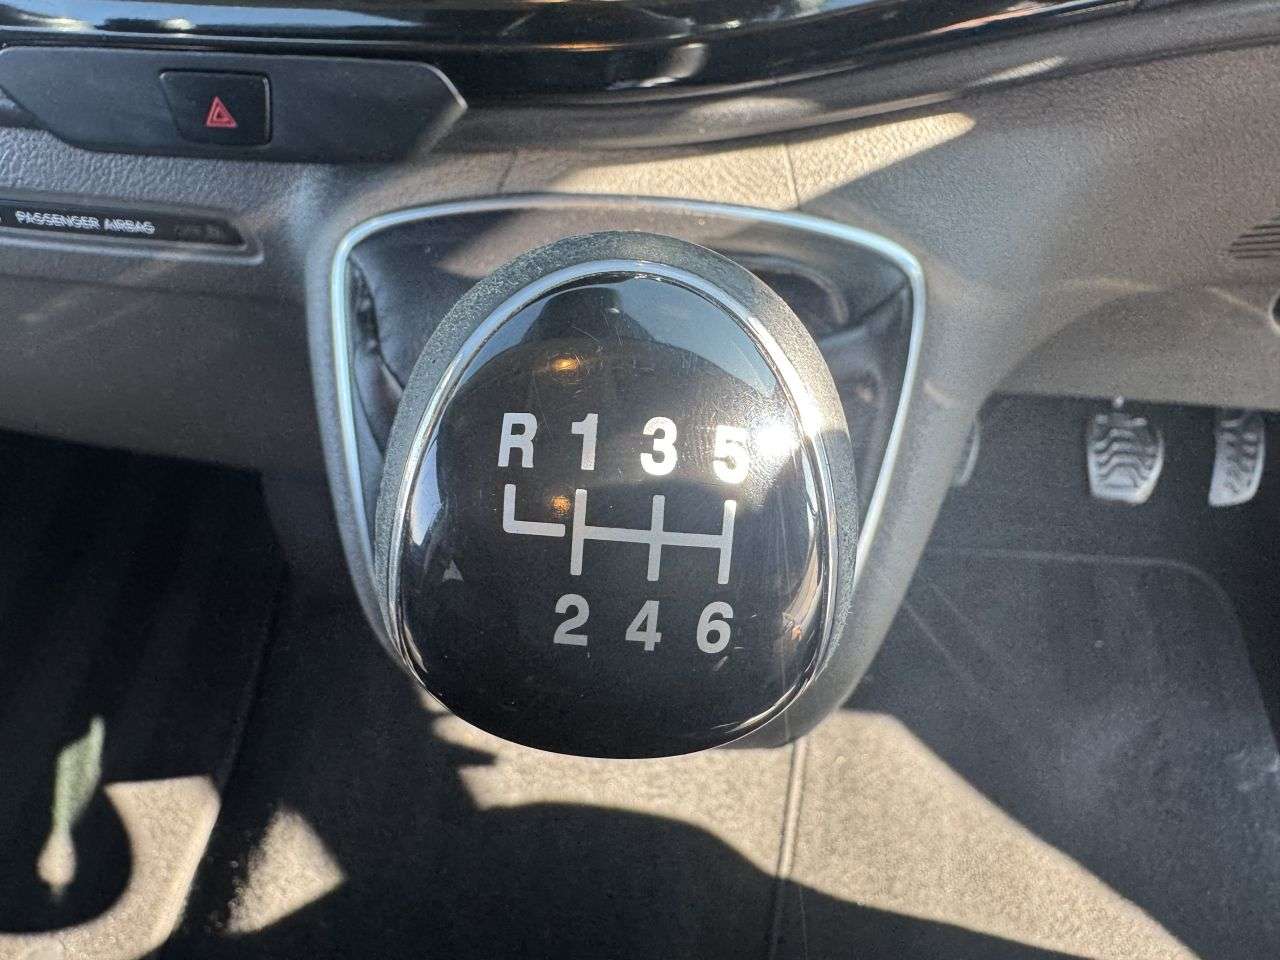 PASSENGER AIRBAG
R 1 3 5
2 4 6